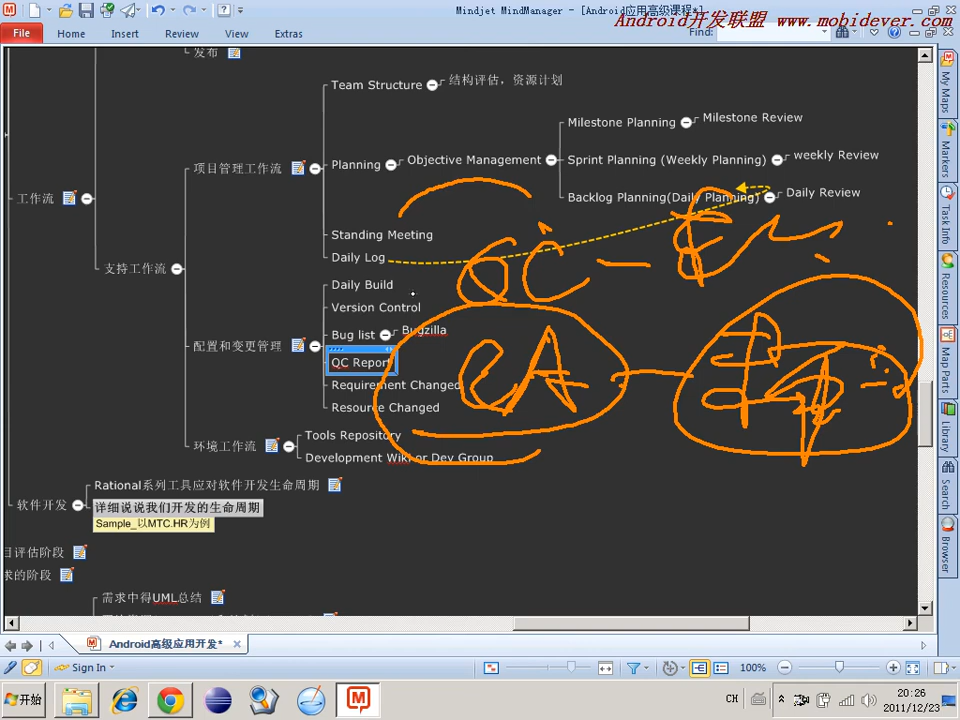 Mindjet MindManager - [Android应用高级课程*]
Android开发联盟 www.mobidever.com
File Home Insert Review View Extras Find:
发布
Team Structure 结构评估，资源计划
Milestone Planning Milestone Review
项目管理工作流 Planning Objective Management Sprint Planning (Weekly Planning) weekly Review
Backlog Planning(Daily Planning) Daily Review
工作流
Standing Meeting
Daily Log
支持工作流
Daily Build
Version Control
Bug list Bugzilla
配置和变更管理
QC Report
Requirement Changed
Resource Changed
Tools Repository
环境工作流
Development Wiki or Dev Group
Rational系列工具应对软件开发生命周期
软件开发
详细说说我们开发的生命周期
Sample_以MTC.HR为例
目评估阶段
求的阶段
需求中得UML总结
QC
QA
My Maps
Markers
Task Info
Resources
Map Parts
Library
Search
Browser
Android高级应用开发*
Sign In 100%
开始 CH 20:26
2011/12/23